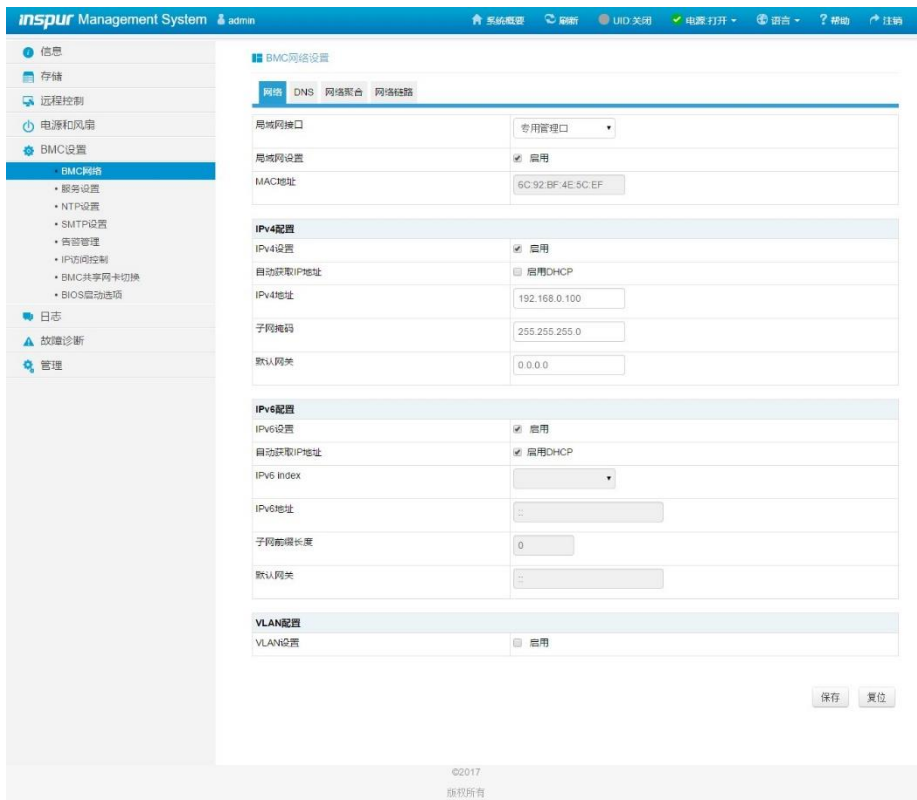 inspur Management System admin 系统概要 刷新 UID:关闭 电源:打开 语言 帮助 注销
信息
存储
远程控制
电源和风扇
BMC设置
BMC网络
服务设置
NTP设置
SMTP设置
告警管理
IP访问控制
BMC共享网卡切换
BIOS启动选项
日志
故障诊断
管理
BMC网络设置
网络 DNS 网络聚合 网络链路
局域网接口 专用管理口
局域网设置 启用
MAC地址 6C:92:BF:4E:5C:EF
IPv4配置
IPv4设置 启用
自动获取IP地址 启用DHCP
IPv4地址 192.168.0.100
子网掩码 255.255.255.0
默认网关 0.0.0.0
IPv6配置
IPv6设置 启用
自动获取IP地址 启用DHCP
IPv6 index
IPv6地址 ::
子网前缀长度 0
默认网关 ::
VLAN配置
VLAN设置 启用
保存 复位
©2017
版权所有